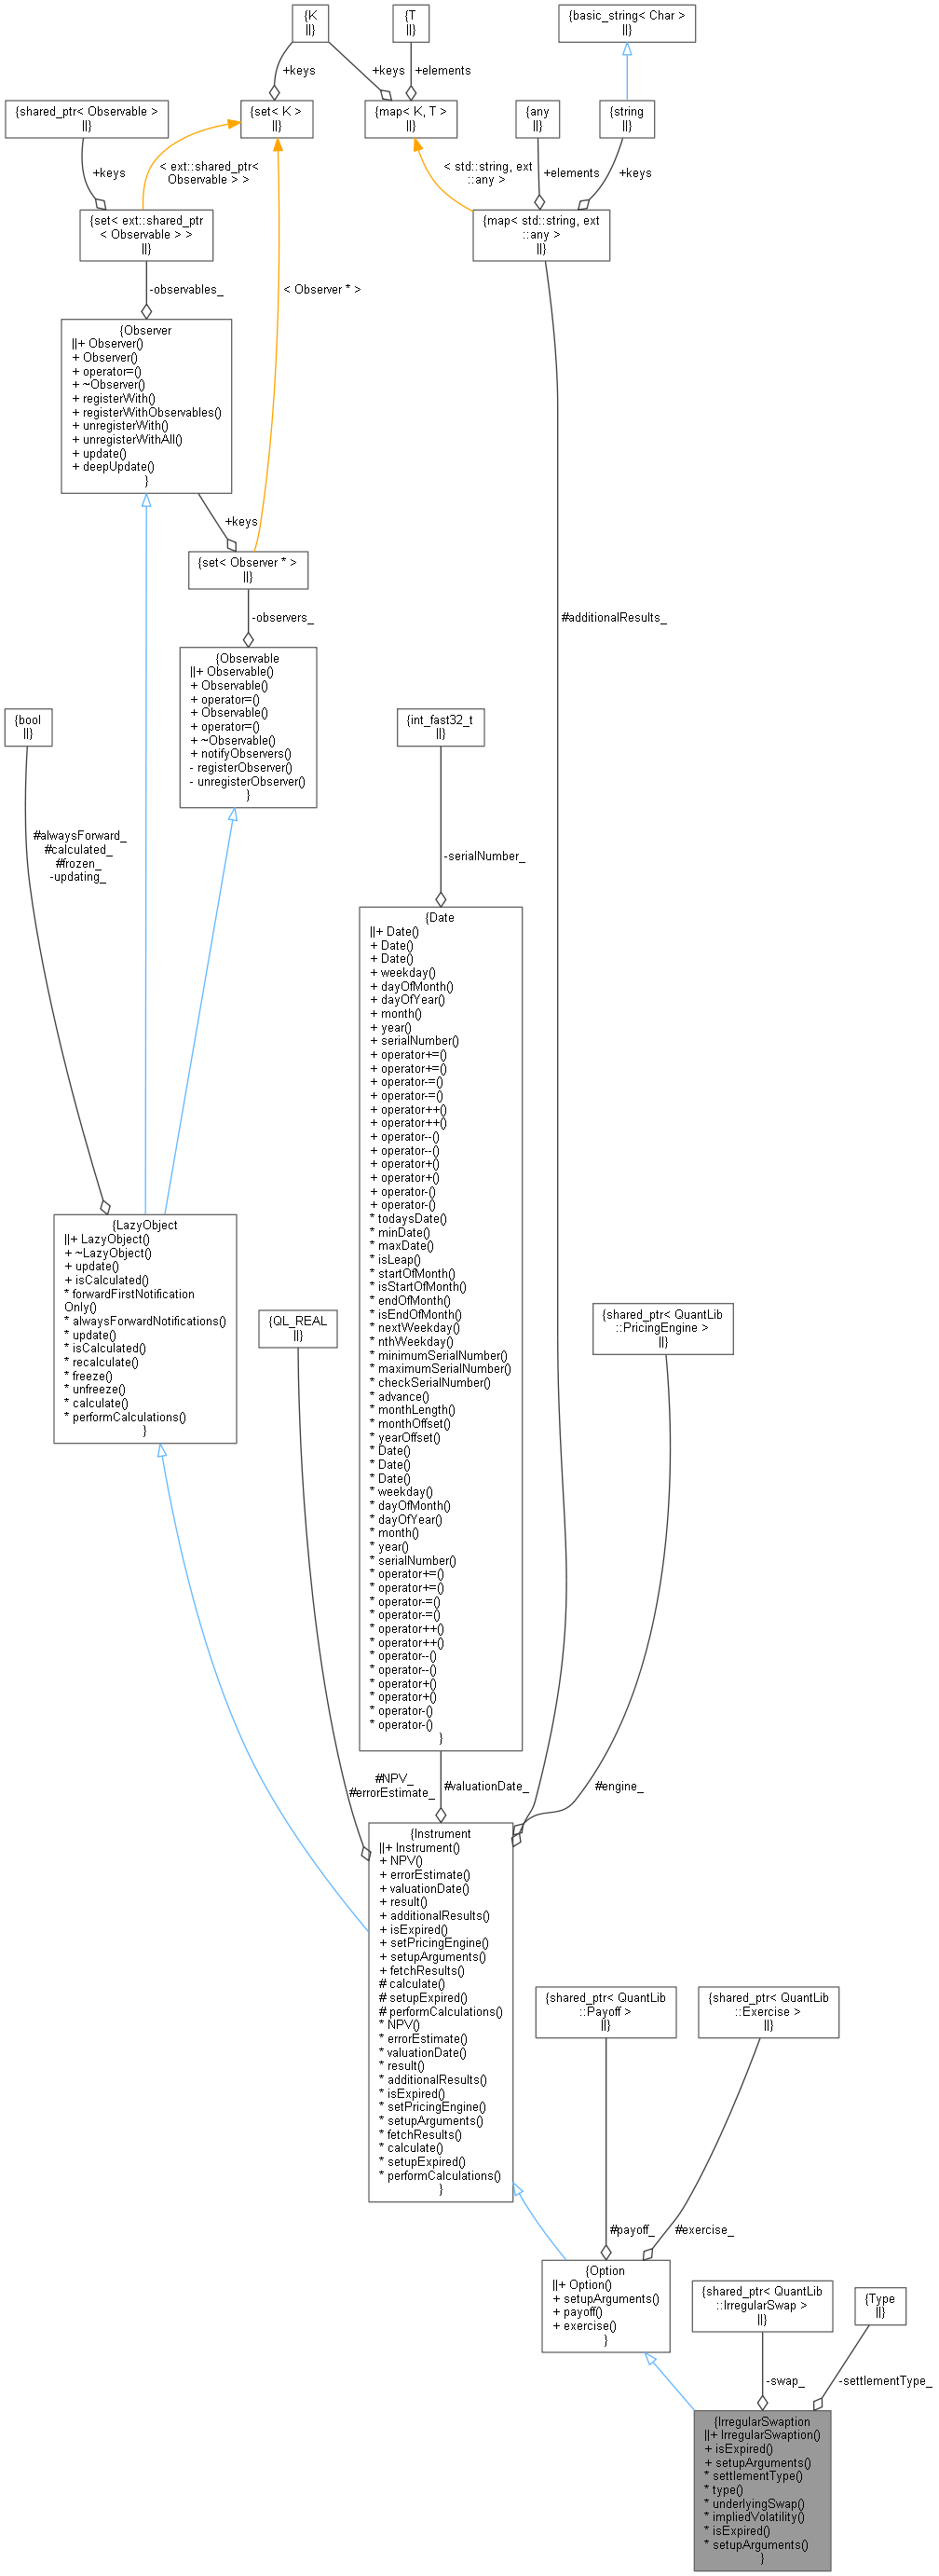 {K
||}
{T
||}
{basic_string< Char >
||}
+keys
+keys
+elements
{shared_ptr< Observable >
||}
{set< K >
||}
{map< K, T >
||}
{any
||}
{string
||}
+keys
< ext::shared_ptr<
Observable > >
< std::string, ext
::any >
+elements
+keys
{set< ext::shared_ptr
< Observable > >
||}
{map< std::string, ext
::any >
||}
-observables_
< Observer * >
{Observer
||+ Observer()
+ Observer()
+ operator=()
+ ~Observer()
+ registerWith()
+ registerWithObservables()
+ unregisterWith()
+ unregisterWithAll()
+ update()
+ deepUpdate()
}
+keys
{set< Observer * >
||}
-observers_
#additionalResults_
{Observable
||+ Observable()
+ Observable()
+ operator=()
+ Observable()
+ operator=()
+ ~Observable()
+ notifyObservers()
- registerObserver()
- unregisterObserver()
}
{bool
||}
{int_fast32_t
||}
#alwaysForward_
#calculated_
#frozen_
-updating_
-serialNumber_
{Date
||+ Date()
+ Date()
+ Date()
+ weekday()
+ dayOfMonth()
+ dayOfYear()
+ month()
+ year()
+ serialNumber()
+ operator+=()
+ operator+=()
+ operator-=()
+ operator-=()
+ operator++()
+ operator++()
+ operator--()
+ operator--()
+ operator+()
+ operator+()
+ operator-()
+ operator-()
* todaysDate()
* minDate()
* maxDate()
* isLeap()
* startOfMonth()
* isStartOfMonth()
* endOfMonth()
* isEndOfMonth()
* nextWeekday()
* nthWeekday()
* minimumSerialNumber()
* maximumSerialNumber()
* checkSerialNumber()
* advance()
* monthLength()
* monthOffset()
* yearOffset()
* Date()
* Date()
* Date()
* weekday()
* dayOfMonth()
* dayOfYear()
* month()
* year()
* serialNumber()
* operator+=()
* operator+=()
* operator-=()
* operator-=()
* operator++()
* operator++()
* operator--()
* operator--()
* operator+()
* operator+()
* operator-()
* operator-()
}
{LazyObject
||+ LazyObject()
+ ~LazyObject()
+ update()
+ isCalculated()
* forwardFirstNotification
Only()
* alwaysForwardNotifications()
* update()
* isCalculated()
* recalculate()
* freeze()
* unfreeze()
* calculate()
* performCalculations()
}
{QL_REAL
||}
{shared_ptr< QuantLib
::PricingEngine >
||}
#NPV_
#errorEstimate_
#valuationDate_
#engine_
{Instrument
||+ Instrument()
+ NPV()
+ errorEstimate()
+ valuationDate()
+ result()
+ additionalResults()
+ isExpired()
+ setPricingEngine()
+ setupArguments()
+ fetchResults()
# calculate()
# setupExpired()
# performCalculations()
* NPV()
* errorEstimate()
* valuationDate()
* result()
* additionalResults()
* isExpired()
* setPricingEngine()
* setupArguments()
* fetchResults()
* calculate()
* setupExpired()
* performCalculations()
}
{shared_ptr< QuantLib
::Payoff >
||}
{shared_ptr< QuantLib
::Exercise >
||}
#payoff_
#exercise_
{Option
||+ Option()
+ setupArguments()
+ payoff()
+ exercise()
}
{shared_ptr< QuantLib
::IrregularSwap >
||}
{Type
||}
-swap_
-settlementType_
{IrregularSwaption
||+ IrregularSwaption()
+ isExpired()
+ setupArguments()
* settlementType()
* type()
* underlyingSwap()
* impliedVolatility()
* isExpired()
* setupArguments()
}